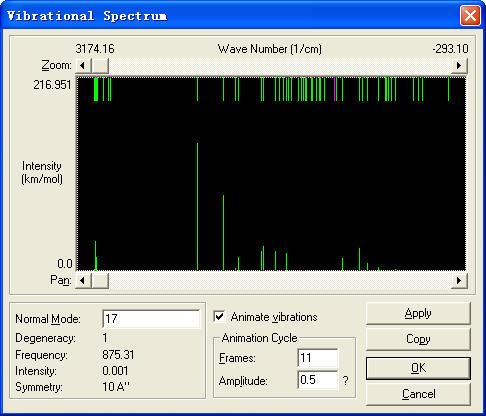 Vibrational Spectrum
3174.16 Wave Number (1/cm) -293.10
Zoom:
216.951
Intensity
(km/mol)
0.0
Pan:
Normal Mode: 17
Degeneracy: 1
Frequency: 875.31
Intensity: 0.001
Symmetry: 10 A''
Animate vibrations
Animation Cycle
Frames: 11
Amplitude: 0.5 ?
Apply
Copy
OK
Cancel